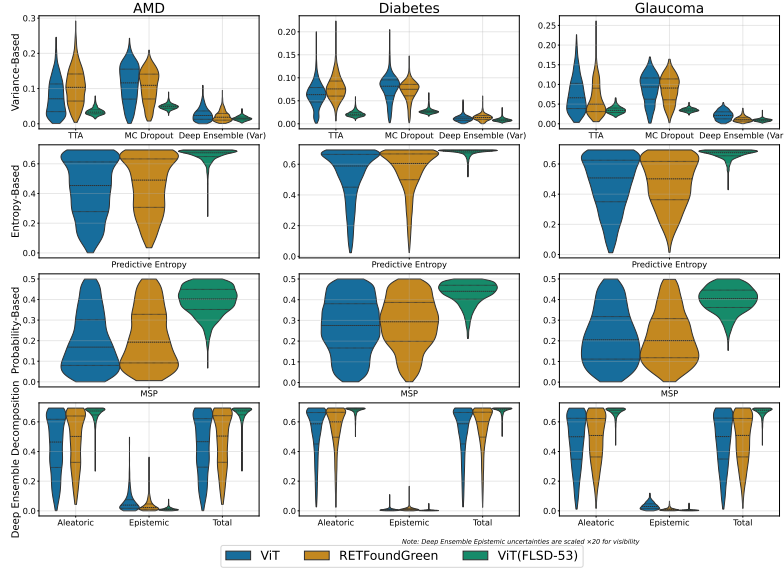 AMD
Diabetes
Glaucoma
Variance-Based
0.3
0.2
0.1
0.0
TTA
MC Dropout
Deep Ensemble (Var)
0.20
0.15
0.10
0.05
0.00
TTA
MC Dropout
Deep Ensemble (Var)
0.25
0.20
0.15
0.10
0.05
0.00
TTA
MC Dropout
Deep Ensemble (Var)
Entropy-Based
0.6
0.4
0.2
0.0
Predictive Entropy
0.6
0.4
0.2
0.0
Predictive Entropy
0.6
0.4
0.2
0.0
Predictive Entropy
Probability-Based
0.5
0.4
0.3
0.2
0.1
0.0
MSP
0.5
0.4
0.3
0.2
0.1
0.0
MSP
0.5
0.4
0.3
0.2
0.1
0.0
MSP
Deep Ensemble Decomposition
0.6
0.4
0.2
0.0
Aleatoric
Epistemic
Total
0.6
0.4
0.2
0.0
Aleatoric
Epistemic
Total
0.6
0.4
0.2
0.0
Aleatoric
Epistemic
Total
Note: Deep Ensemble Epistemic uncertainties are scaled ×20 for visibility
ViT
RETFoundGreen
ViT(FLSD-53)